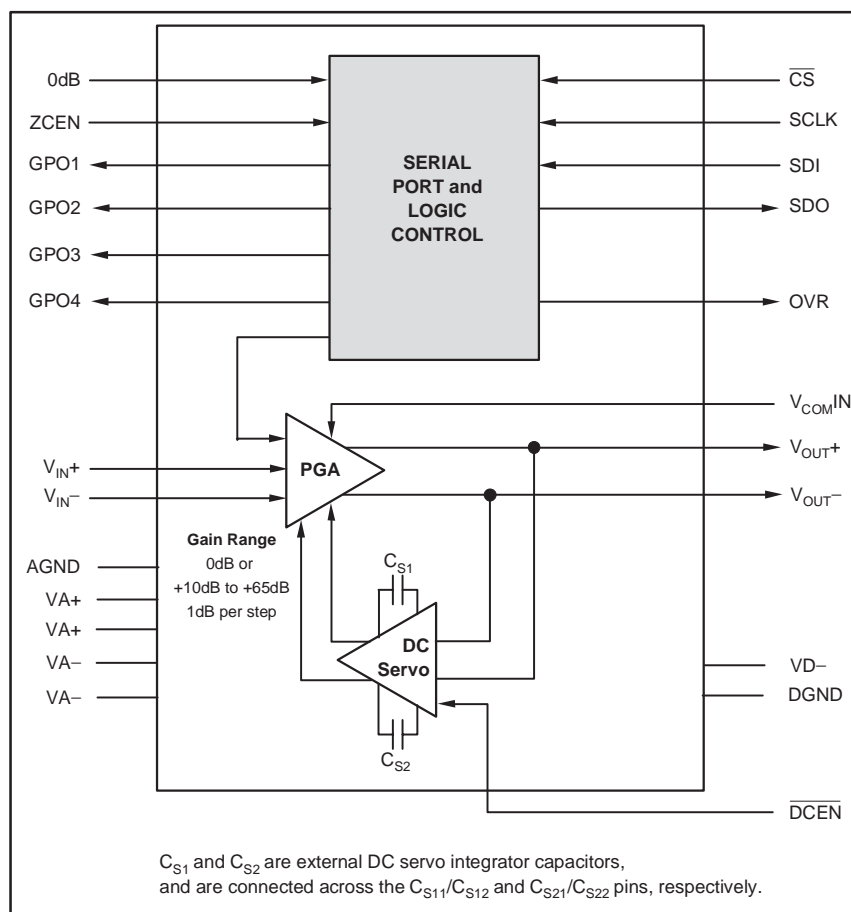 0dB
ZCEN
GPO1
GPO2
GPO3
GPO4
SERIAL
PORT and
LOGIC
CONTROL
CS
SCLK
SDI
SDO
OVR
VCOMIN
VOUT+
VOUT−
VIN+
VIN−
PGA
Gain Range
0dB or
+10dB to +65dB
1dB per step
AGND
VA+
VA+
VA−
VA−
CS1
DC
Servo
CS2
VD−
DGND
DCEN
CS1 and CS2 are external DC servo integrator capacitors,
and are connected across the CS11/CS12 and CS21/CS22 pins, respectively.